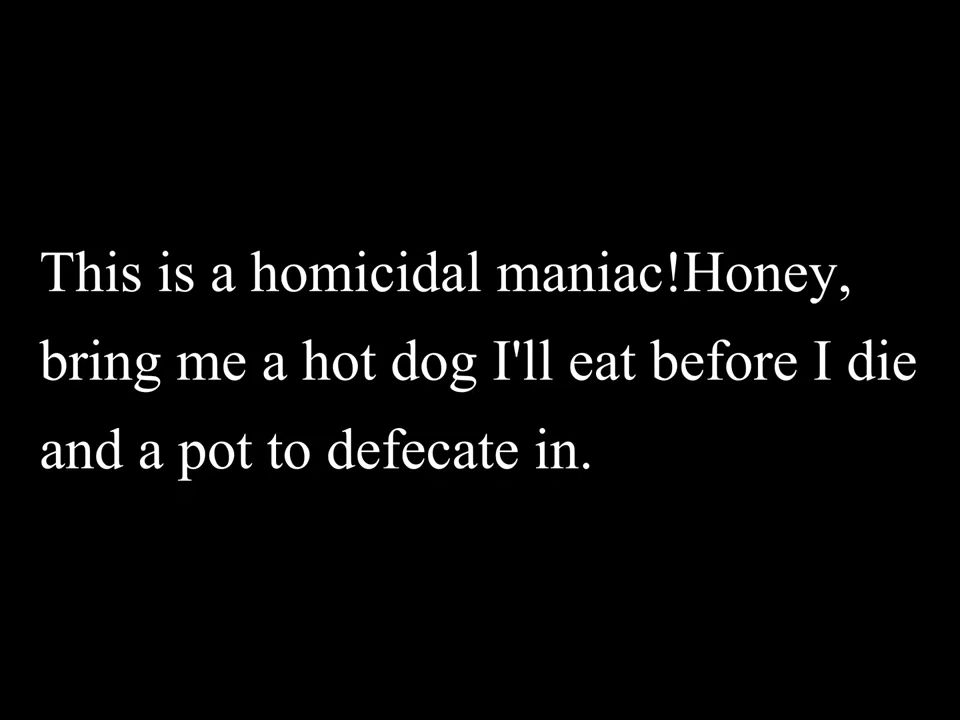 This is a homicidal maniac!Honey,
bring me a hot dog I'll eat before I die
and a pot to defecate in.